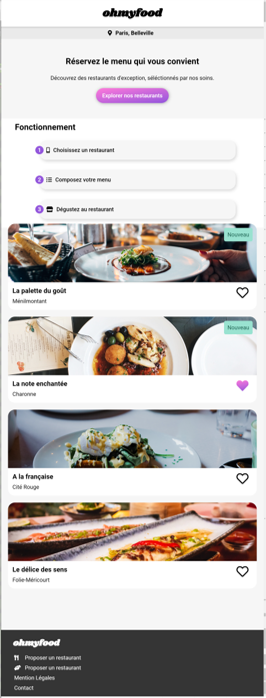 ohmyfood
Paris, Belleville
Réservez le menu qui vous convient
Découvrez des restaurants d'exception, séléctionnés par nos soins.
Explorer nos restaurants
Fonctionnement
1 Choisissez un restaurant
2 Composez votre menu
3 Dégustez au restaurant
Nouveau
La palette du goût
Ménilmontant
Nouveau
La note enchantée
Charonne
A la française
Cité Rouge
Le délice des sens
Folie-Méricourt
ohmyfood
Proposer un restaurant
Proposer un restaurant
Mention Légales
Contact